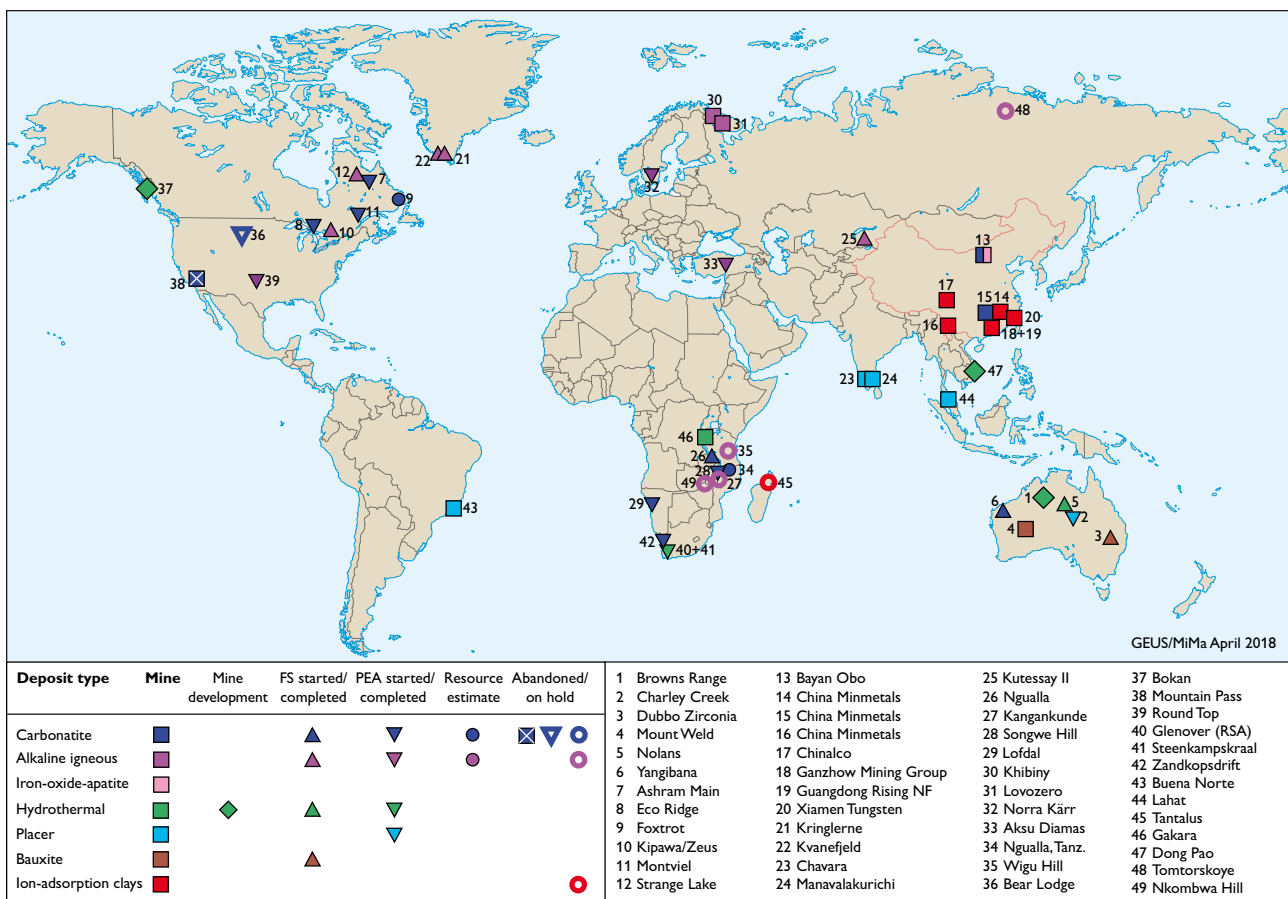 30
31
48
22
21
12
7
32
37
9
11
8
10
36
25
33
13
38
39
17
15
14
20
16
18+19
23
24
47
44
46
26
35
28
34
49
27
45
29
43
42
40+41
1
6
5
2
4
3
GEUS/MiMa April 2018
Deposit type Mine Mine development FS started/ completed PEA started/ completed Resource estimate Abandoned/ on hold
Carbonatite
Alkaline igneous
Iron-oxide-apatite
Hydrothermal
Placer
Bauxite
Ion-adsorption clays
1 Browns Range
2 Charley Creek
3 Dubbo Zirconia
4 Mount Weld
5 Nolans
6 Yangibana
7 Ashram Main
8 Eco Ridge
9 Foxtrot
10 Kipawa/Zeus
11 Montviel
12 Strange Lake
13 Bayan Obo
14 China Minmetals
15 China Minmetals
16 China Minmetals
17 Chinalco
18 Ganzhow Mining Group
19 Guangdong Rising NF
20 Xiamen Tungsten
21 Kringlerne
22 Kvanefjeld
23 Chavara
24 Manavalakurichi
25 Kutessay II
26 Ngualla
27 Kangankunde
28 Songwe Hill
29 Lofdal
30 Khibiny
31 Lovozero
32 Norra Kärr
33 Aksu Diamas
34 Ngualla, Tanz.
35 Wigu Hill
36 Bear Lodge
37 Bokan
38 Mountain Pass
39 Round Top
40 Glenover (RSA)
41 Steenkampskraal
42 Zandkopsdrift
43 Buena Norte
44 Lahat
45 Tantalus
46 Gakara
47 Dong Pao
48 Tomtorskoye
49 Nkombwa Hill